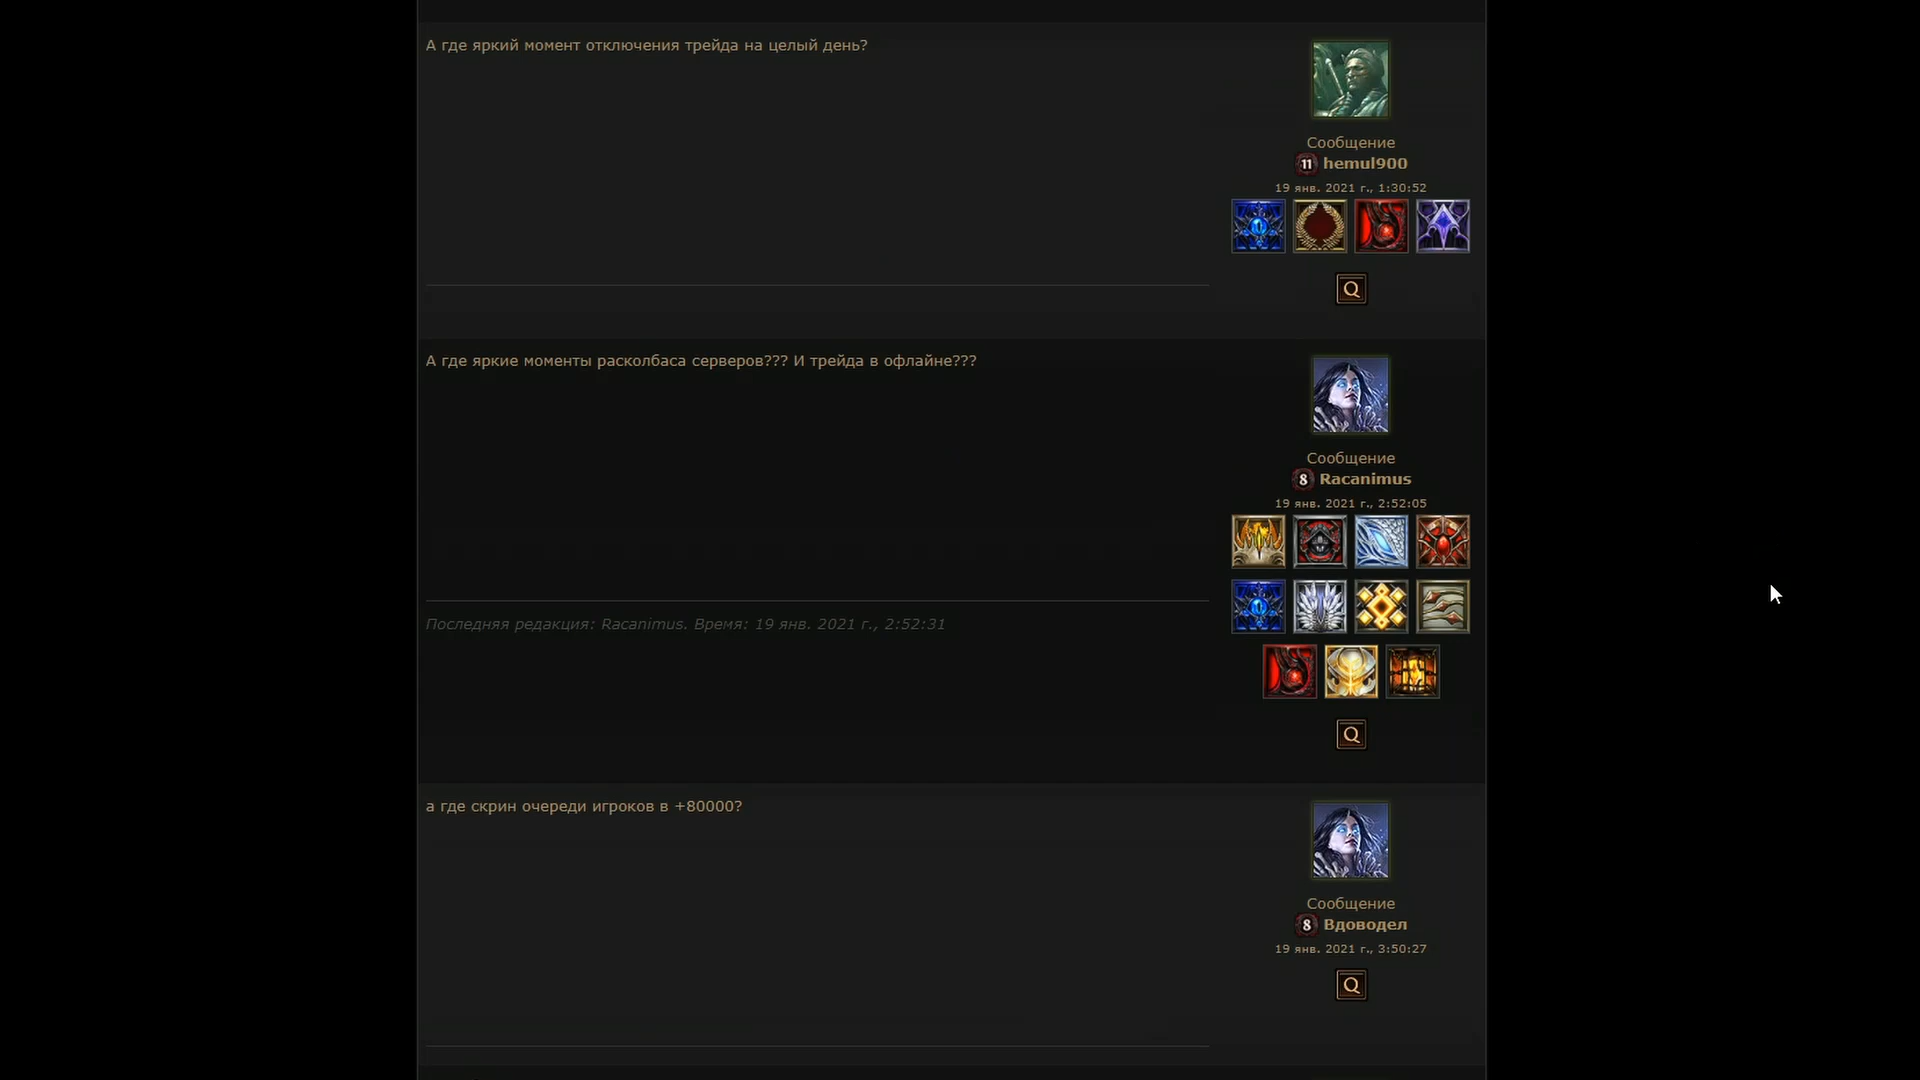 А где яркий момент отключения трейда на целый день?
Сообщение
11 hemul900
19 янв. 2021 г., 1:30:52
Q
А где яркие моменты расколбаса серверов??? И трейда в офлайне???
Сообщение
8 Racanimus
19 янв. 2021 г., 2:52:05
Последняя редакция: Racanimus. Время: 19 янв. 2021 г., 2:52:31
Q
а где скрин очереди игроков в +80000?
Сообщение
8 Вдоводел
19 янв. 2021 г., 3:50:27
Q